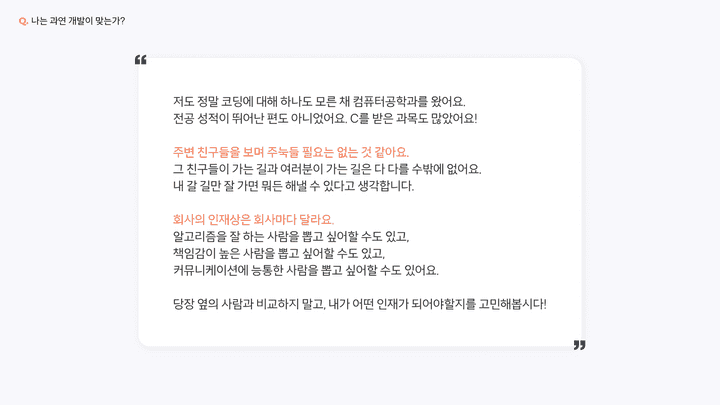 Q. 나는 과연 개발이 맞는가?
저도 정말 코딩에 대해 하나도 모른 채 컴퓨터공학과를 왔어요.
전공 성적이 뛰어난 편도 아니었어요. C를 받은 과목도 많았어요!
주변 친구들을 보며 주눅들 필요는 없는 것 같아요.
그 친구들이 가는 길과 여러분이 가는 길은 다 다를 수밖에 없어요.
내 갈 길만 잘 가면 뭐든 해낼 수 있다고 생각합니다.
회사의 인재상은 회사마다 달라요.
알고리즘을 잘 하는 사람을 뽑고 싶어할 수도 있고,
책임감이 높은 사람을 뽑고 싶어할 수도 있고,
커뮤니케이션에 능통한 사람을 뽑고 싶어할 수도 있어요.
당장 옆의 사람과 비교하지 말고, 내가 어떤 인재가 되어야할지를 고민해봅시다!